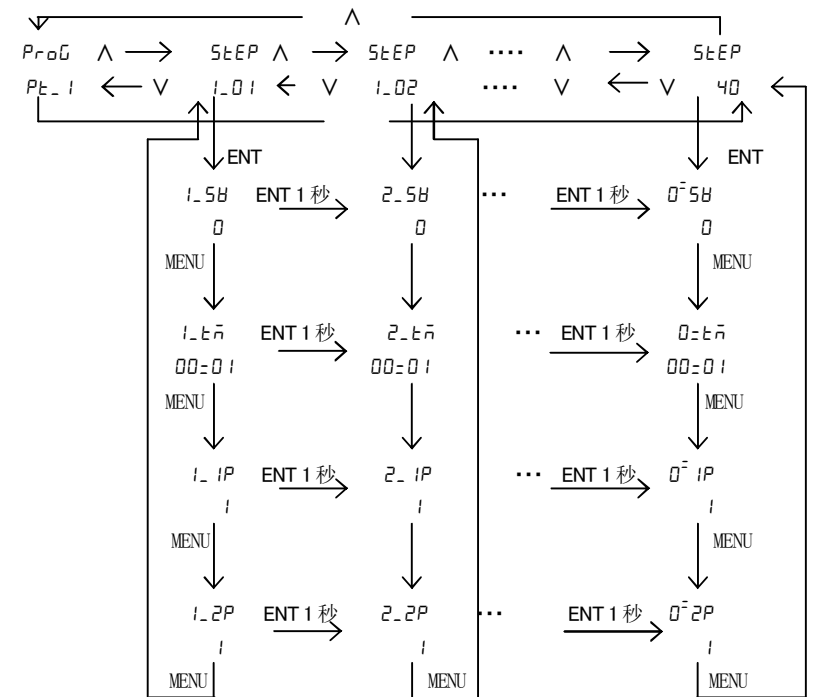 ∧
ProG ∧ StEP ∧ StEP ∧ ···· ∧ StEP
Pt_1 ∨ 1_01 ∨ 1_02 ···· ∨ ∨ 40
ENT ENT
1_SV ENT 1 秒 2_SV ··· ENT 1 秒 0¯SV
0 0 0
MENU MENU
1_tm ENT 1 秒 2_tm ··· ENT 1 秒 0=tm
00=01 00=01 00=01
MENU MENU
1_1P ENT 1 秒 2_1P ··· ENT 1 秒 0¯1P
1 1 1
MENU MENU
1_2P ENT 1 秒 2_2P ··· ENT 1 秒 0¯2P
1 1 1
MENU MENU MENU